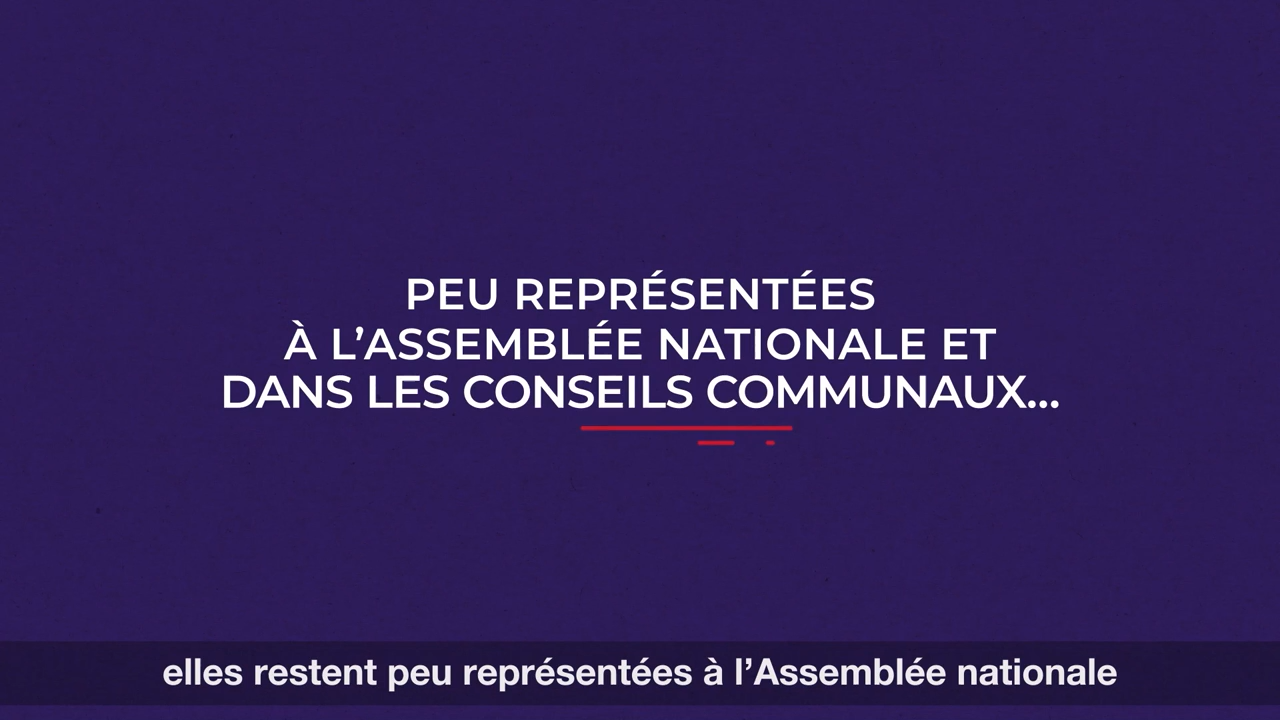 PEU REPRÉSENTÉES
À L’ASSEMBLÉE NATIONALE ET
DANS LES CONSEILS COMMUNAUX...
elles restent peu représentées à l’Assemblée nationale